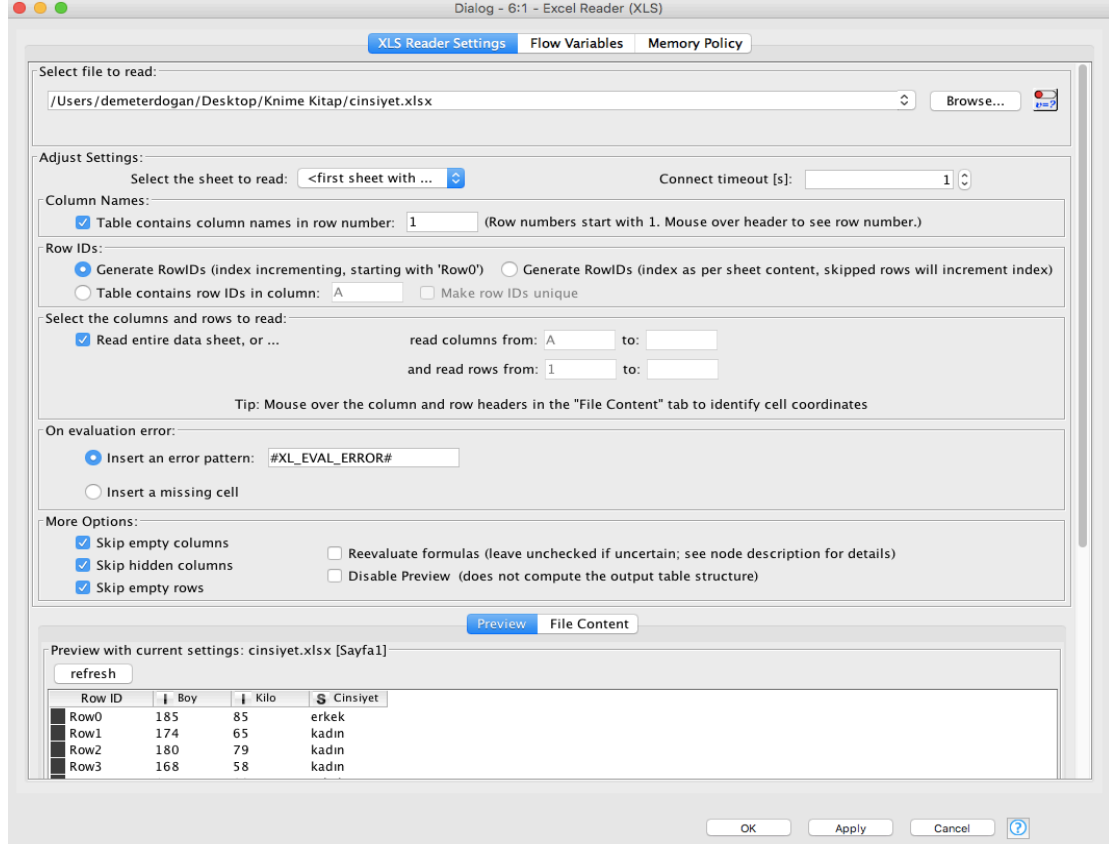 Dialog - 6:1 - Excel Reader (XLS)
XLS Reader Settings Flow Variables Memory Policy
Select file to read:
/Users/demeterdogan/Desktop/Knime Kitap/cinsiyet.xlsx Browse... v=?
Adjust Settings:
Select the sheet to read: <first sheet with ... Connect timeout [s]: 1
Column Names:
Table contains column names in row number: 1 (Row numbers start with 1. Mouse over header to see row number.)
Row IDs:
Generate RowIDs (index incrementing, starting with 'Row0') Generate RowIDs (index as per sheet content, skipped rows will increment index)
Table contains row IDs in column: A Make row IDs unique
Select the columns and rows to read:
Read entire data sheet, or ... read columns from: A to:
and read rows from: 1 to:
Tip: Mouse over the column and row headers in the "File Content" tab to identify cell coordinates
On evaluation error:
Insert an error pattern: #XL_EVAL_ERROR#
Insert a missing cell
More Options:
Skip empty columns
Reevaluate formulas (leave unchecked if uncertain; see node description for details)
Skip hidden columns
Disable Preview (does not compute the output table structure)
Skip empty rows
Preview File Content
Preview with current settings: cinsiyet.xlsx [Sayfa1]
refresh
Row ID I Boy I Kilo S Cinsiyet
Row0 185 85 erkek
Row1 174 65 kadın
Row2 180 79 kadın
Row3 168 58 kadın
OK Apply Cancel ?